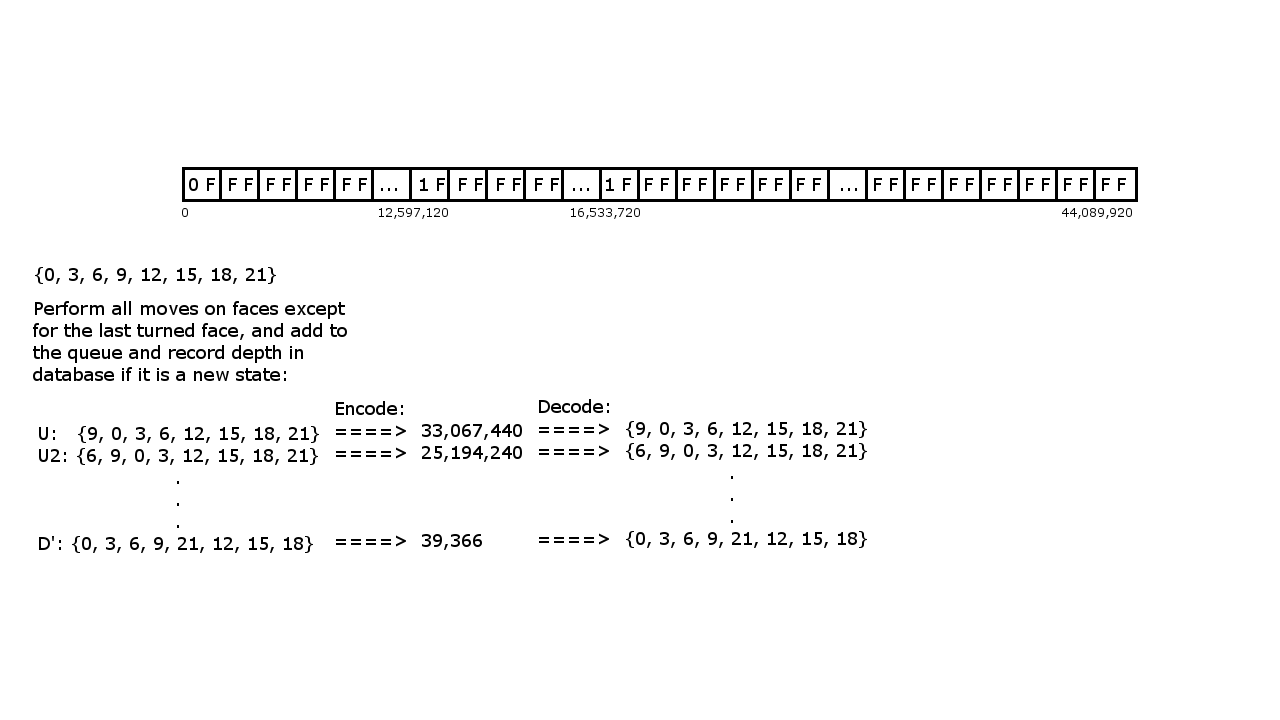 0 F F F F F F F F F ... 1 F F F F F F F ... 1 F F F F F F F F F F F ... F F F F F F F F F F F F F F
0 12,597,120 16,533,720 44,089,920
{0, 3, 6, 9, 12, 15, 18, 21}
Perform all moves on faces except
for the last turned face, and add to
the queue and record depth in
database if it is a new state:
Encode: Decode:
U: {9, 0, 3, 6, 12, 15, 18, 21} ====> 33,067,440 ====> {9, 0, 3, 6, 12, 15, 18, 21}
U2: {6, 9, 0, 3, 12, 15, 18, 21} ====> 25,194,240 ====> {6, 9, 0, 3, 12, 15, 18, 21}
. .
. .
. .
D': {0, 3, 6, 9, 21, 12, 15, 18} ====> 39,366 ====> {0, 3, 6, 9, 21, 12, 15, 18}